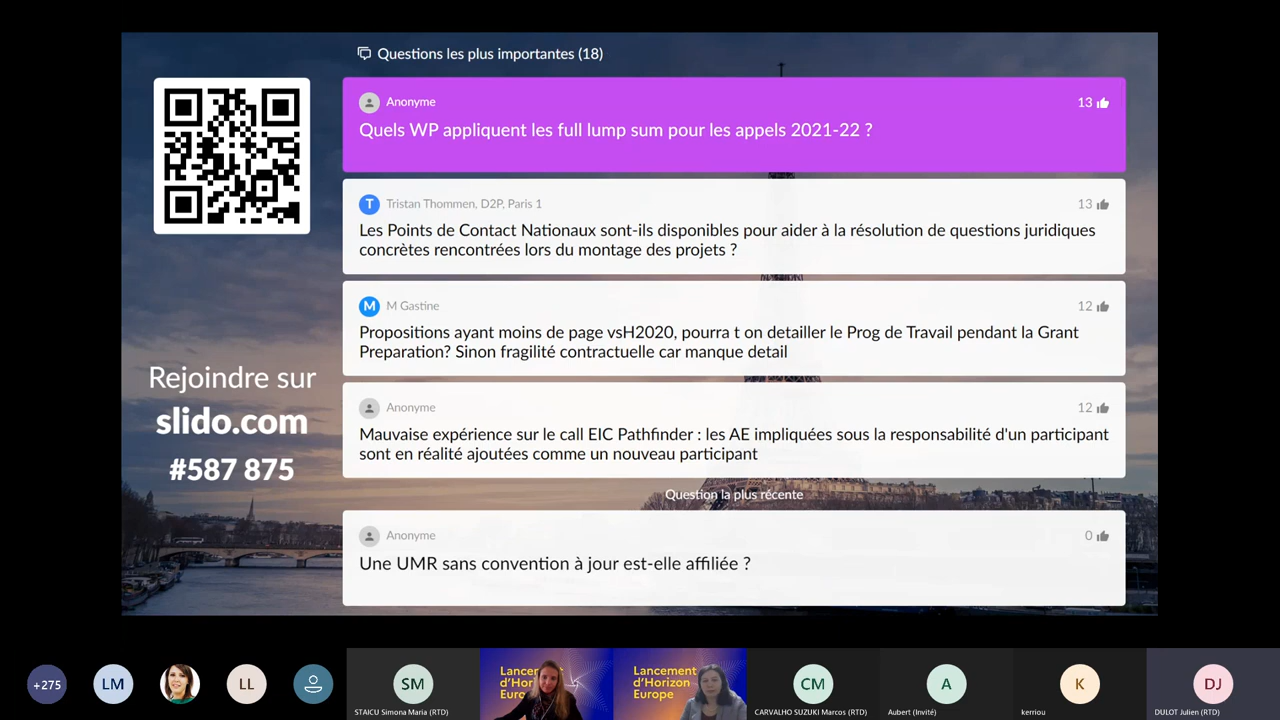 Questions les plus importantes (18)
Anonyme
13
Quels WP appliquent les full lump sum pour les appels 2021-22 ?
T
Tristan Thommen, D2P, Paris 1
13
Les Points de Contact Nationaux sont-ils disponibles pour aider à la résolution de questions juridiques
concrètes rencontrées lors du montage des projets ?
M
M Gastine
12
Propositions ayant moins de page vsH2020, pourra t on detailler le Prog de Travail pendant la Grant
Preparation? Sinon fragilité contractuelle car manque detail
Anonyme
12
Mauvaise expérience sur le call EIC Pathfinder : les AE impliquées sous la responsabilité d'un participant
sont en réalité ajoutées comme un nouveau participant
Question la plus récente
Anonyme
0
Une UMR sans convention à jour est-elle affiliée ?
Rejoindre sur
slido.com
#587 875
+275
LM
LL
SM
STAICU Simona Maria (RTD)
Lancement
d'Horizon
Europe
CM
CARVALHO SUZUKI Marcos (RTD)
A
Aubert (Invité)
K
kerriou
DJ
DULOT Julien (RTD)